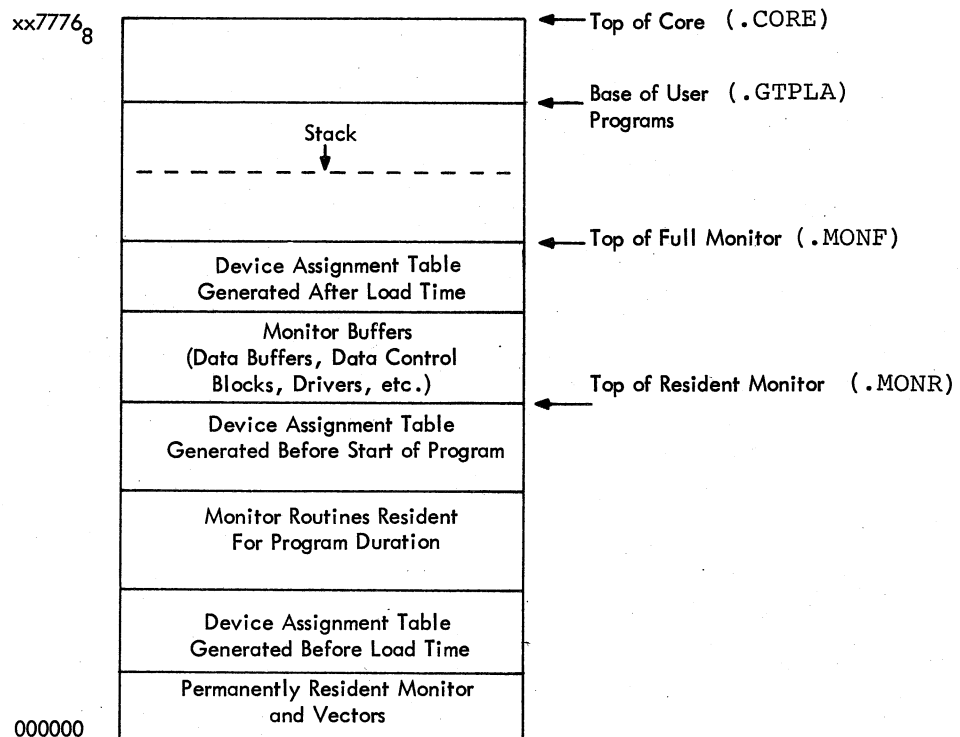 xx7776₈
Top of Core (.CORE)
Base of User (.GTPLA)
Programs
Stack
Top of Full Monitor (.MONF)
Device Assignment Table
Generated After Load Time
Monitor Buffers
(Data Buffers, Data Control
Blocks, Drivers, etc.)
Top of Resident Monitor (.MONR)
Device Assignment Table
Generated Before Start of Program
Monitor Routines Resident
For Program Duration
Device Assignment Table
Generated Before Load Time
Permanently Resident Monitor
and Vectors
000000